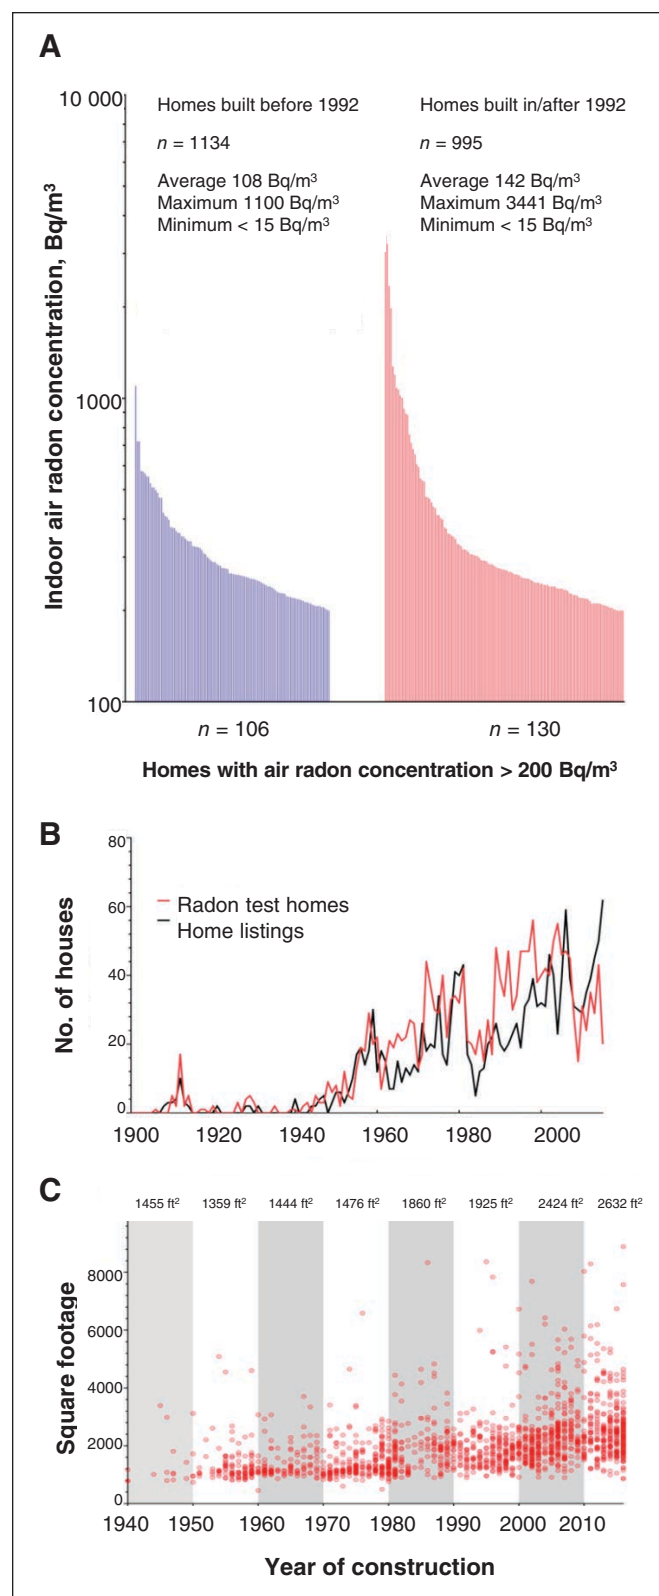 A
Homes built before 1992
n = 1134
Average 108 Bq/m³
Maximum 1100 Bq/m³
Minimum < 15 Bq/m³
Homes built in/after 1992
n = 995
Average 142 Bq/m³
Maximum 3441 Bq/m³
Minimum < 15 Bq/m³
Indoor air radon concentration, Bq/m³
10 000
1000
100
n = 106
n = 130
Homes with air radon concentration > 200 Bq/m³
B
No. of houses
80
60
40
20
0
Radon test homes
Home listings
1900 1920 1940 1960 1980 2000
C
1455 ft² 1359 ft² 1444 ft² 1476 ft² 1860 ft² 1925 ft² 2424 ft² 2632 ft²
Square footage
8000
6000
4000
2000
0
1940 1950 1960 1970 1980 1990 2000 2010
Year of construction